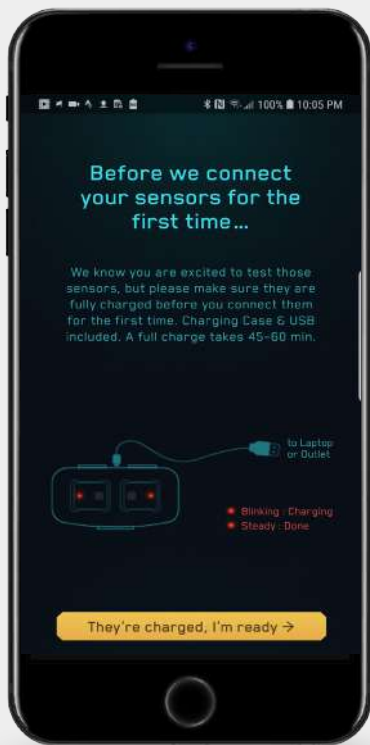 100% 10:05 PM
Before we connect
your sensors for the
first time...
We know you are excited to test those
sensors, but please make sure they are
fully charged before you connect them
for the first time. Charging Case & USB
included. A full charge takes 45-60 min.
to Laptop
or Outlet
Blinking : Charging
Steady : Done
They're charged, I'm ready →